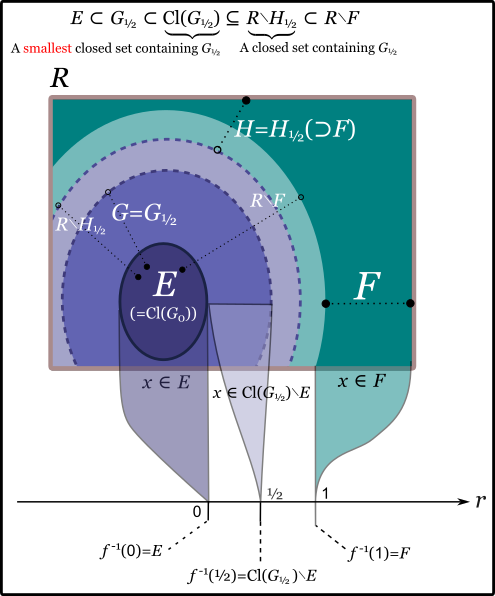 E ⊂ G½ ⊂ Cl(G½) ⊆ R∖H½ ⊂ R∖F
A smallest closed set containing G½ A closed set containing G½
R
H=H½(⊃F)
R∖F
R∖H½
G=G½
E
(=Cl(G₀))
F
x ∈ E
x ∈ Cl(G½)∖E
x ∈ F
0
½
1
r
f⁻¹(0)=E
f⁻¹(½)=Cl(G½)∖E
f⁻¹(1)=F